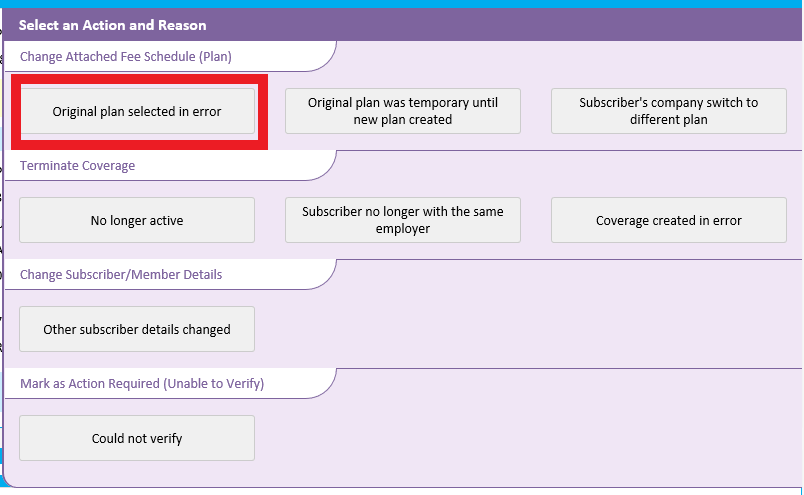 Select an Action and Reason
Change Attached Fee Schedule (Plan)
Original plan selected in error
Original plan was temporary until
new plan created
Subscriber's company switch to
different plan
Terminate Coverage
No longer active
Subscriber no longer with the same
employer
Coverage created in error
Change Subscriber/Member Details
Other subscriber details changed
Mark as Action Required (Unable to Verify)
Could not verify